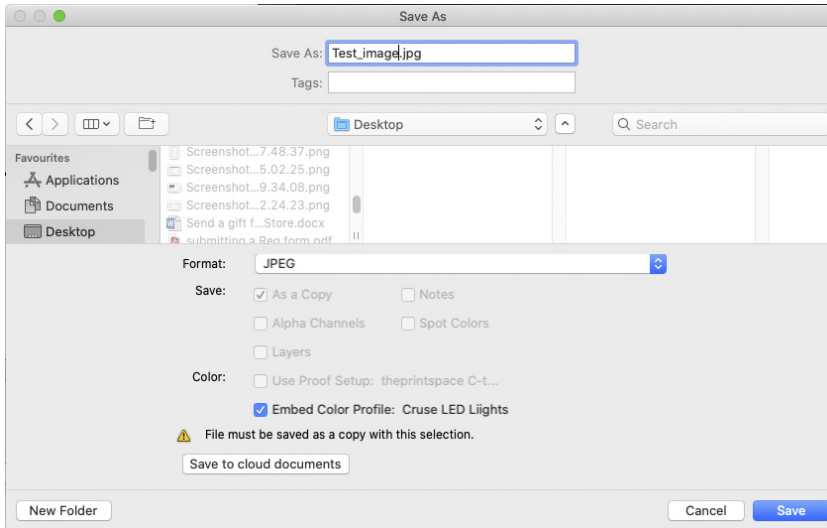 Save As
Save As: Test_image.jpg
Tags:
Desktop
Search
Favourites
Applications
Documents
Desktop
Screenshot...7.48.37.png
Screenshot...5.02.25.png
Screenshot...9.34.08.png
Screenshot...2.24.23.png
Send a gift f...Store.docx
submitting a Reg form.pdf
Format: JPEG
Save: As a Copy Notes
Alpha Channels Spot Colors
Layers
Color: Use Proof Setup: theprintspace C-t...
Embed Color Profile: Cruse LED Liights
File must be saved as a copy with this selection.
Save to cloud documents
New Folder Cancel Save